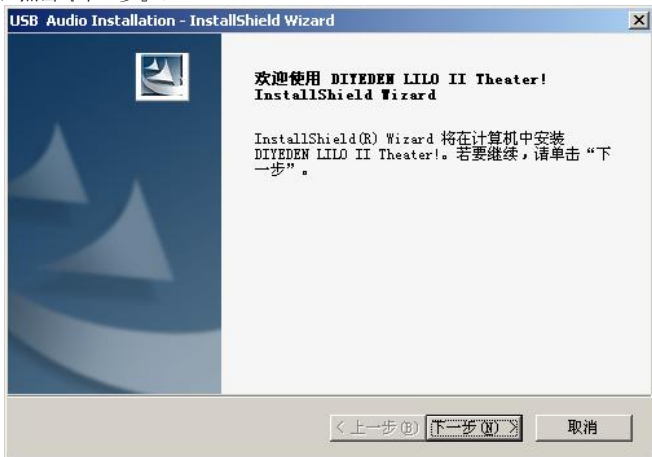 USB Audio Installation - InstallShield Wizard
欢迎使用 DIYEDEN LILO II Theater!
InstallShield Wizard
InstallShield(R) Wizard 将在计算机中安装
DIYEDEN LILO II Theater!。若要继续，请单击“下
一步”。
< 上一步(B) 下一步(N) > 取消